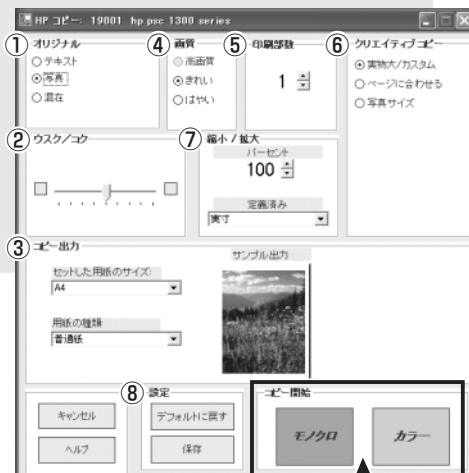 HP コピー: 19001 hp psc 1300 series
① オリジナル
○テキスト
◉写真
○混在
④ 画質
○高画質
◉きれい
○はやい
⑤ 印刷部数
1
⑥ クリエイティブコピー
◉実物大/カスタム
○ページに合わせる
○写真サイズ
② ウスク/コク
⑦ 縮小 / 拡大
パーセント
100
定義済み
実寸
③ コピー出力
セットした用紙のサイズ:
A4
用紙の種類
普通紙
サンプル出力
キャンセル
ヘルプ
⑧ 設定
デフォルトに戻す
保存
コピー開始
モノクロ
カラー